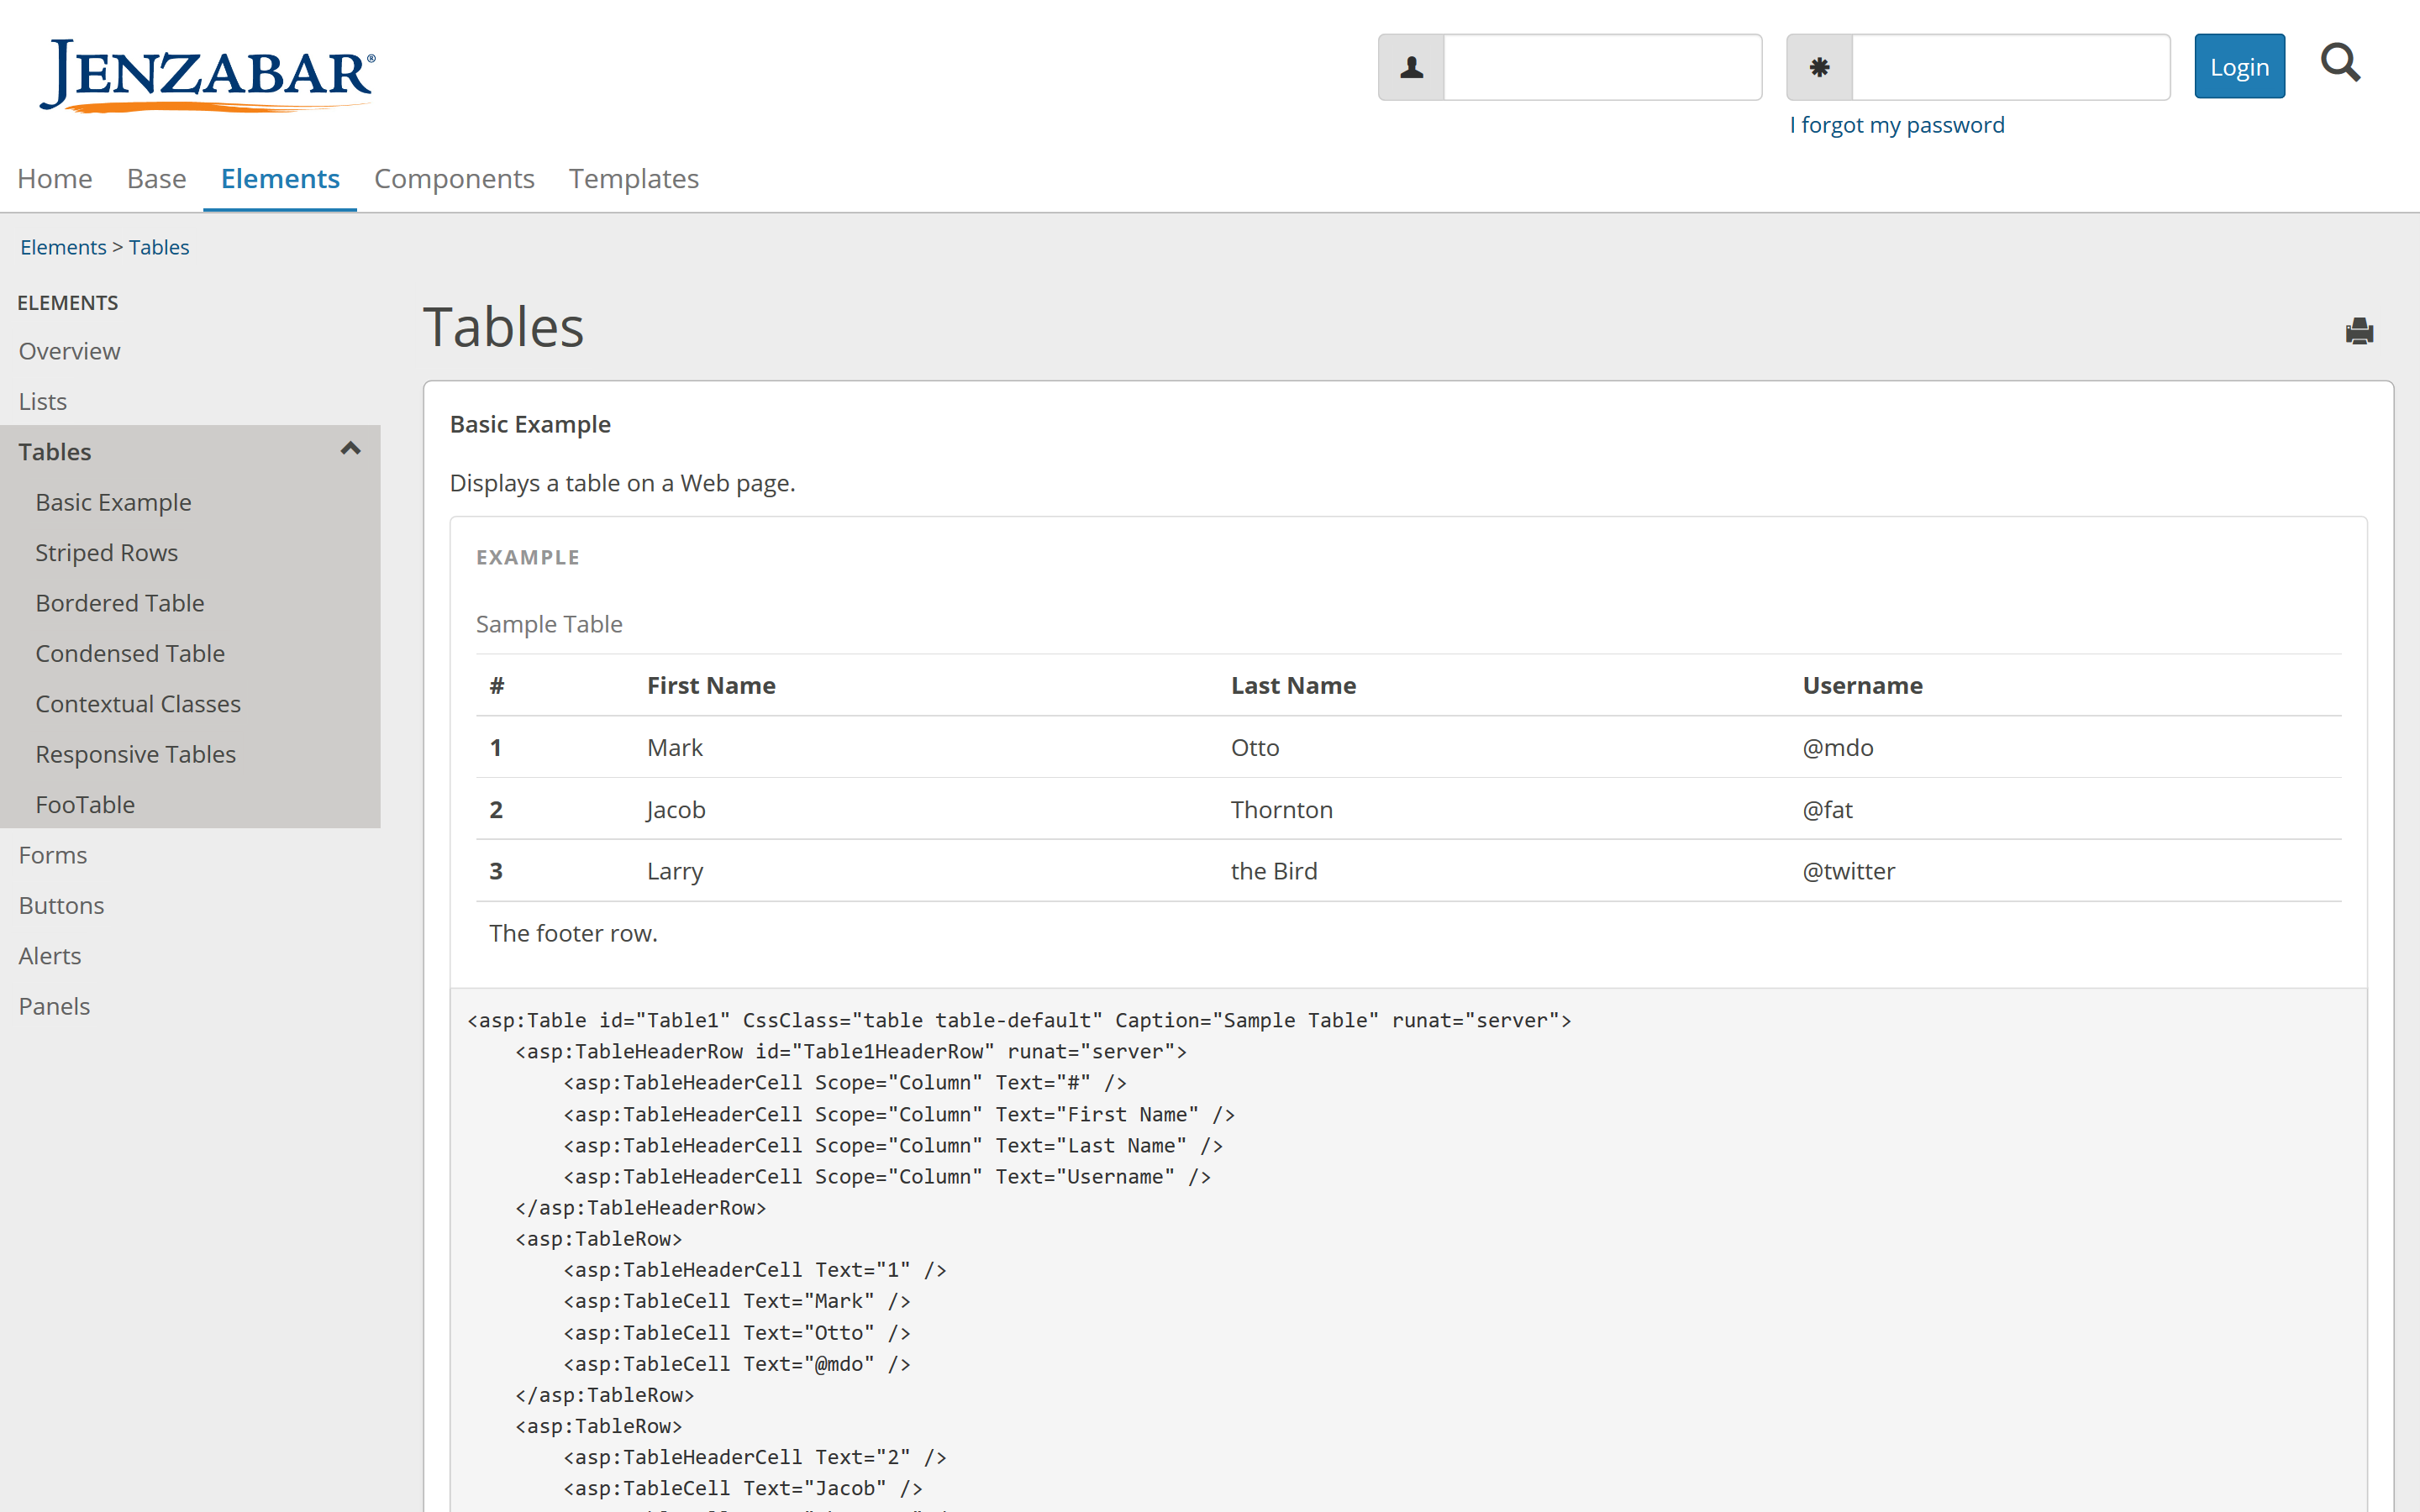 JENZABAR®
Login
I forgot my password
Home Base Elements Components Templates
Elements > Tables
ELEMENTS
Overview
Lists
Tables
Basic Example
Striped Rows
Bordered Table
Condensed Table
Contextual Classes
Responsive Tables
FooTable
Forms
Buttons
Alerts
Panels
Tables
Basic Example
Displays a table on a Web page.
EXAMPLE
Sample Table
# First Name Last Name Username
1 Mark Otto @mdo
2 Jacob Thornton @fat
3 Larry the Bird @twitter
The footer row.
<asp:Table id="Table1" CssClass="table table-default" Caption="Sample Table" runat="server">
<asp:TableHeaderRow id="Table1HeaderRow" runat="server">
<asp:TableHeaderCell Scope="Column" Text="#" />
<asp:TableHeaderCell Scope="Column" Text="First Name" />
<asp:TableHeaderCell Scope="Column" Text="Last Name" />
<asp:TableHeaderCell Scope="Column" Text="Username" />
</asp:TableHeaderRow>
<asp:TableRow>
<asp:TableHeaderCell Text="1" />
<asp:TableCell Text="Mark" />
<asp:TableCell Text="Otto" />
<asp:TableCell Text="@mdo" />
</asp:TableRow>
<asp:TableRow>
<asp:TableHeaderCell Text="2" />
<asp:TableCell Text="Jacob" />